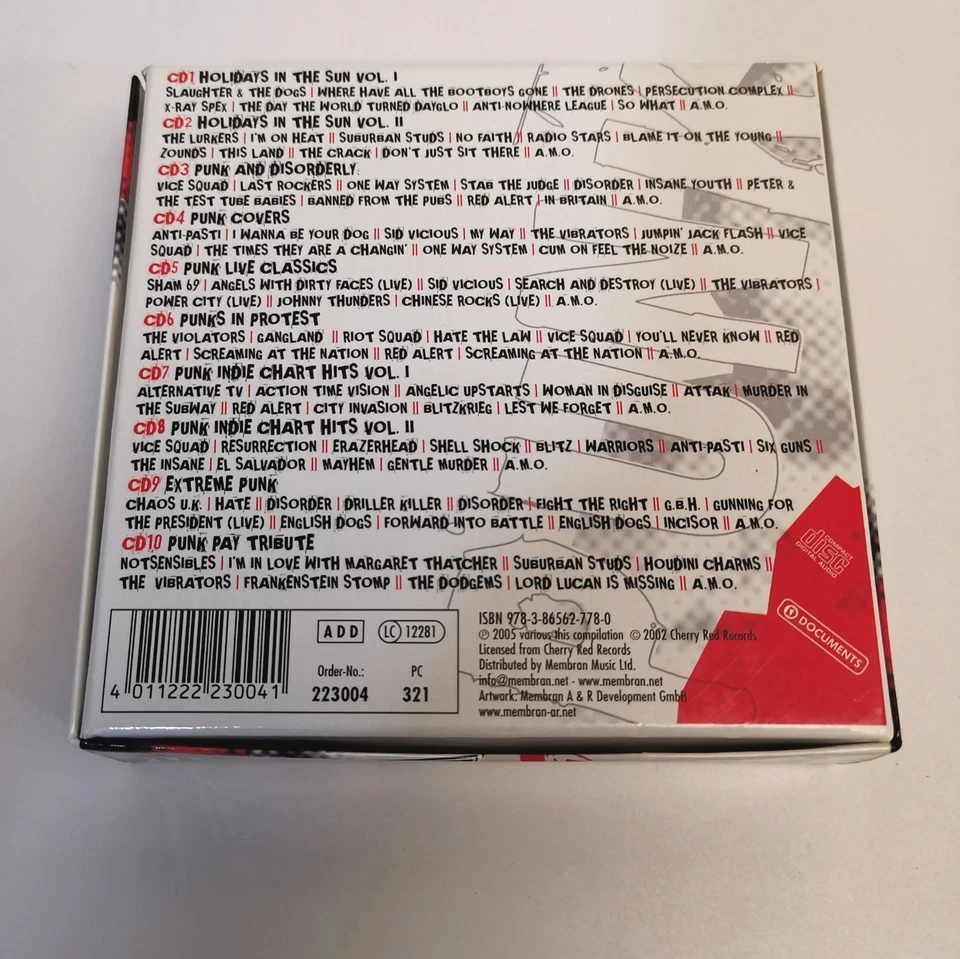 CD1 HOLIDAYS IN THE SUN VOL. I
SLAUGHTER & THE DOGS | WHERE HAVE ALL THE BOOTBOYS GONE || THE DRONES | PERSECUTION COMPLEX ||
X-RAY SPEX | THE DAY THE WORLD TURNED DAYGLO || ANTI-NOWHERE LEAGUE | SO WHAT || A.M.O.
CD2 HOLIDAYS IN THE SUN VOL. II
THE LURKERS | I'M ON HEAT || SUBURBAN STUDS | NO FAITH || RADIO STARS | BLAME IT ON THE YOUNG ||
ZOUNDS | THIS LAND || THE CRACK | DON'T JUST SIT THERE || A.M.O.
CD3 PUNK AND DISORDERLY
VICE SQUAD | LAST ROCKERS || ONE WAY SYSTEM | STAB THE JUDGE || DISORDER | INSANE YOUTH || PETER &
THE TEST TUBE BABIES | BANNED FROM THE PUBS || RED ALERT | IN BRITAIN || A.M.O.
CD4 PUNK COVERS
ANTI-PASTI | I WANNA BE YOUR DOG || SID VICIOUS | MY WAY || THE VIBRATORS | JUMPIN' JACK FLASH || VICE
SQUAD | THE TIMES THEY ARE A CHANGIN' || ONE WAY SYSTEM | CUM ON FEEL THE NOIZE || A.M.O.
CD5 PUNK LIVE CLASSICS
SHAM 69 | ANGELS WITH DIRTY FACES (LIVE) || SID VICIOUS | SEARCH AND DESTROY (LIVE) || THE VIBRATORS |
POWER CITY (LIVE) || JOHNNY THUNDERS | CHINESE ROCKS (LIVE) || A.M.O.
CD6 PUNKS IN PROTEST
THE VIOLATORS | GANGLAND || RIOT SQUAD | HATE THE LAW || VICE SQUAD | YOU'LL NEVER KNOW || RED
ALERT | SCREAMING AT THE NATION || RED ALERT | SCREAMING AT THE NATION || A.M.O.
CD7 PUNK INDIE CHART HITS VOL. I
ALTERNATIVE TV | ACTION TIME VISION || ANGELIC UPSTARTS | WOMAN IN DISGUISE || ATTAK | MURDER IN
THE SUBWAY || RED ALERT | CITY INVASION || BLITZKRIEG | LEST WE FORGET || A.M.O.
CD8 PUNK INDIE CHART HITS VOL. II
VICE SQUAD | RESURRECTION || ERAZERHEAD | SHELL SHOCK || BLITZ | WARRIORS || ANTI-PASTI | SIX GUNS ||
THE INSANE | EL SALVADOR || MAYHEM | GENTLE MURDER || A.M.O.
CD9 EXTREME PUNK
CHAOS U.K. | HATE || DISORDER | DRILLER KILLER || DISORDER | FIGHT THE RIGHT || G.B.H. | GUNNING FOR
THE PRESIDENT (LIVE) || ENGLISH DOGS | FORWARD INTO BATTLE || ENGLISH DOGS | INCISOR || A.M.O.
CD10 PUNK PAY TRIBUTE
NOTSENSIBLES | I'M IN LOVE WITH MARGARET THATCHER || SUBURBAN STUDS | HOUDINI CHARMS ||
THE VIBRATORS | FRANKENSTEIN STOMP || THE DODGEMS | LORD LUCAN IS MISSING || A.M.O.
COMPACT
disc
DIGITAL AUDIO
DOCUMENTS
4 011222 230041
ADD LC 12281
Order-No.: PC
223004 321
ISBN 978-3-86562-778-0
℗ 2005 various this compilation © 2002 Cherry Red Records
Licensed from Cherry Red Records
Distributed by Membran Music Ltd.
info@membran.net - www.membran.net
Artwork: Membran A & R Development GmbH
www.membran-ar.net